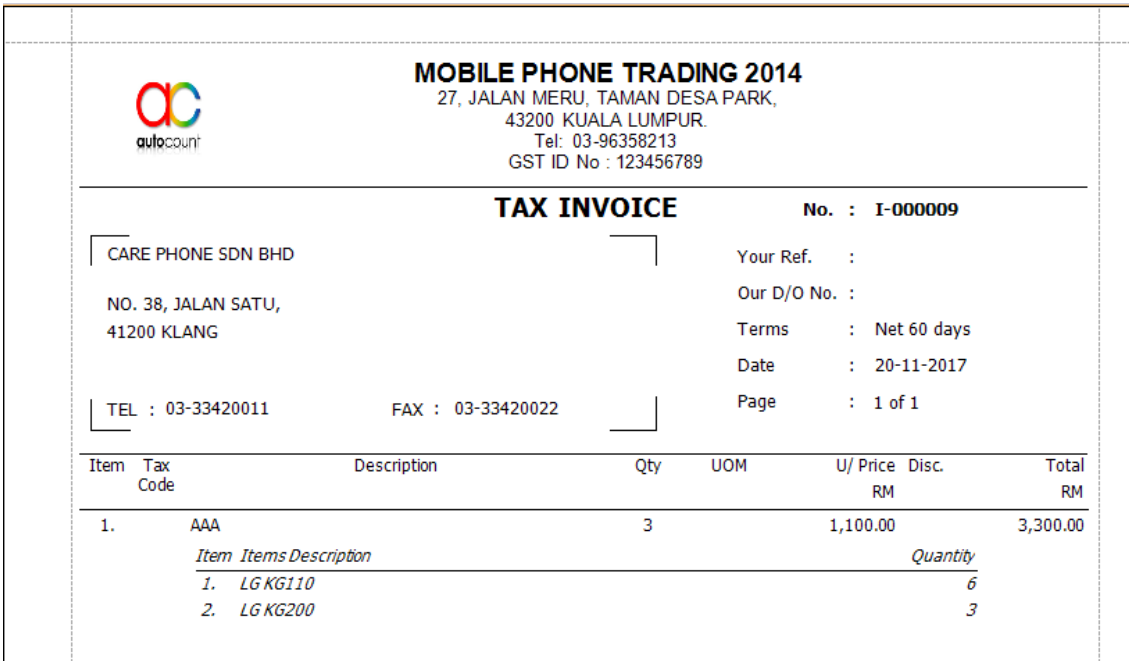 MOBILE PHONE TRADING 2014
27, JALAN MERU, TAMAN DESA PARK,
43200 KUALA LUMPUR.
Tel: 03-96358213
GST ID No : 123456789
ac
autocount
TAX INVOICE
No. : I-000009
CARE PHONE SDN BHD
NO. 38, JALAN SATU,
41200 KLANG
TEL : 03-33420011 FAX : 03-33420022
Your Ref. :
Our D/O No. :
Terms : Net 60 days
Date : 20-11-2017
Page : 1 of 1
Item Tax Code Description Qty UOM U/ Price RM Disc. Total RM
1. AAA 3 1,100.00 3,300.00
Item Items Description Quantity
1. LG KG110 6
2. LG KG200 3